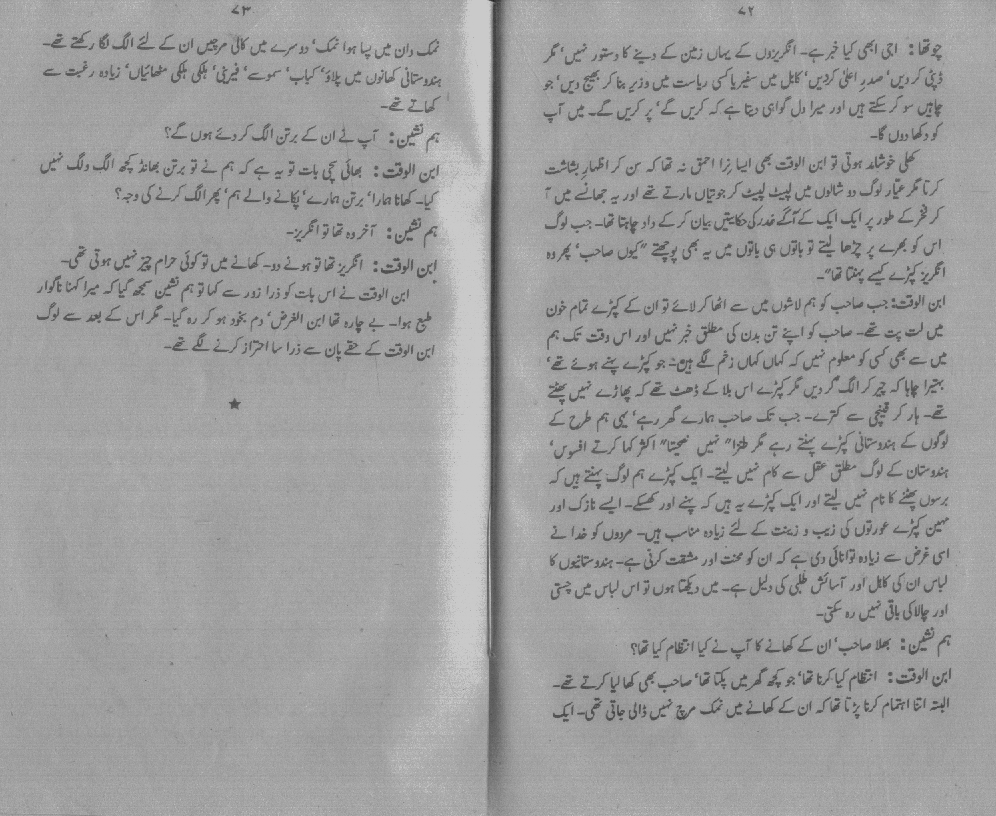 ۷۲
چوتھا : اجی ابھی کیا خبر ہے۔ انگریزوں کے یہاں زمین کے دینے کا دستور نہیں‘ مگر
ڈپٹی کر دیں‘ صدر اعلیٰ کر دیں‘ کابل میں سفیر یا کسی ریاست میں وزیر بنا کر بھیج دیں‘ جو
چاہیں سو کر سکتے ہیں اور میرا دل گواہی دیتا ہے کہ کریں گے‘ پر کریں گے۔ میں آپ
کو دکھا دوں گا۔
کھلی خوشامد ہوتی تو ابن الوقت بھی ایسا نرا احمق نہ تھا کہ سن کر اظہار بشاشت
کرتا مگر عیّار لوگ دو شالوں میں لپیٹ لپیٹ کر جوتیاں مارتے تھے اور یہ جھانسے میں آ
کر فخر کے طور پر ایک ایک کے آگے غدر کی حکایتیں بیان کر کے داد چاہتا تھا۔ جب لوگ
اس کو بھرے پر چڑھا لیتے تو باتوں ہی باتوں میں یہ بھی پوچھتے ”کیوں صاحب‘ پھر وہ
انگریز کپڑے کیسے پہنتا تھا“۔
ابن الوقت: جب صاحب کو ہم لاشوں میں سے اٹھا کر لائے تو ان کے کپڑے تمام خون
میں لت پت تھے۔ صاحب کو اپنے تن بدن کی مطلق خبر نہیں اور اس وقت تک ہم
میں سے بھی کسی کو معلوم نہیں کہ کہاں کہاں زخم لگے ہیں۔ جو کپڑے پہنے ہوئے تھے‘
بہتیرا چاہا کہ چیر کر الگ کر دیں مگر کپڑے اس بلا کے ڈھٹ تھے کہ پھاڑے نہیں پھٹتے
تھے۔ ہار کر قینچی سے کترے۔ جب تک صاحب ہمارے گھر رہے‘ یہی ہم طرح کے
لوگوں کے ہندوستانی کپڑے پہنتے رہے مگر طنزا“ نہیں نصیحتا“ اکثر کہا کرتے افسوس‘
ہندوستان کے لوگ مطلق عقل سے کام نہیں لیتے۔ ایک کپڑے ہم لوگ پہنتے ہیں کہ
برسوں پھٹنے کا نام نہیں لیتے اور ایک کپڑے یہ ہیں کہ پہنے اور کھسکے۔ ایسے نازک اور
مہین کپڑے عورتوں کی زیب و زینت کے لئے زیادہ مناسب ہیں۔ مردوں کو خدا نے
اسی غرض سے زیادہ توانائی دی ہے کہ ان کو محنت اور مشقت کرنی ہے۔ ہندوستانیوں کا
لباس ان کی کاہل اور آسائش طلبی کی دلیل ہے۔ میں دیکھتا ہوں تو اس لباس میں چستی
اور چالاکی باقی نہیں رہ سکتی۔
ہم نشین : بھلا صاحب‘ ان کے کھانے کا آپ نے کیا انتظام کیا تھا؟
ابن الوقت : انتظام کیا کرنا تھا‘ جو کچھ گھر میں پکتا تھا‘ صاحب بھی کھا لیا کرتے تھے۔
البتہ اتنا اہتمام کرنا پڑتا تھا کہ ان کے کھانے میں نمک مرچ نہیں ڈالی جاتی تھی۔ ایک
۷۳
نمک دان میں پسا ہوا نمک‘ دوسرے میں کالی مرچیں ان کے لئے الگ لگا رکھتے تھے۔
ہندوستانی کھانوں میں پلاؤ‘ کباب‘ سموسے‘ فیرینی‘ ہلکی ہلکی مٹھائیاں‘ زیادہ رغبت سے
کھاتے تھے۔
ہم نشین : آپ نے ان کے برتن الگ کر دئے ہوں گے؟
ابن الوقت : بھائی سچی بات تو یہ ہے کہ ہم نے تو برتن بھانڈ کچھ الگ ولگ نہیں
کیا۔ کھانا ہمارا‘ برتن ہمارے‘ پکانے والے ہم‘ پھر الگ کرنے کی وجہ؟
ہم نشین : آخر وہ تھا تو انگریز۔
ابن الوقت : انگریز تھا تو ہونے دو۔ کھانے میں تو کوئی حرام چیز نہیں ہوتی تھی۔
ابن الوقت نے اس بات کو ذرا زور سے کہا تو ہم نشین سمجھ گیا کہ میرا کہنا ناگوار
طبع ہوا۔ بے چارہ تھا ابن الغرض‘ دم بخود ہو کر رہ گیا۔ مگر اس کے بعد سے لوگ
ابن الوقت کے حقے پان سے ذرا سا احتراز کرنے لگے تھے۔